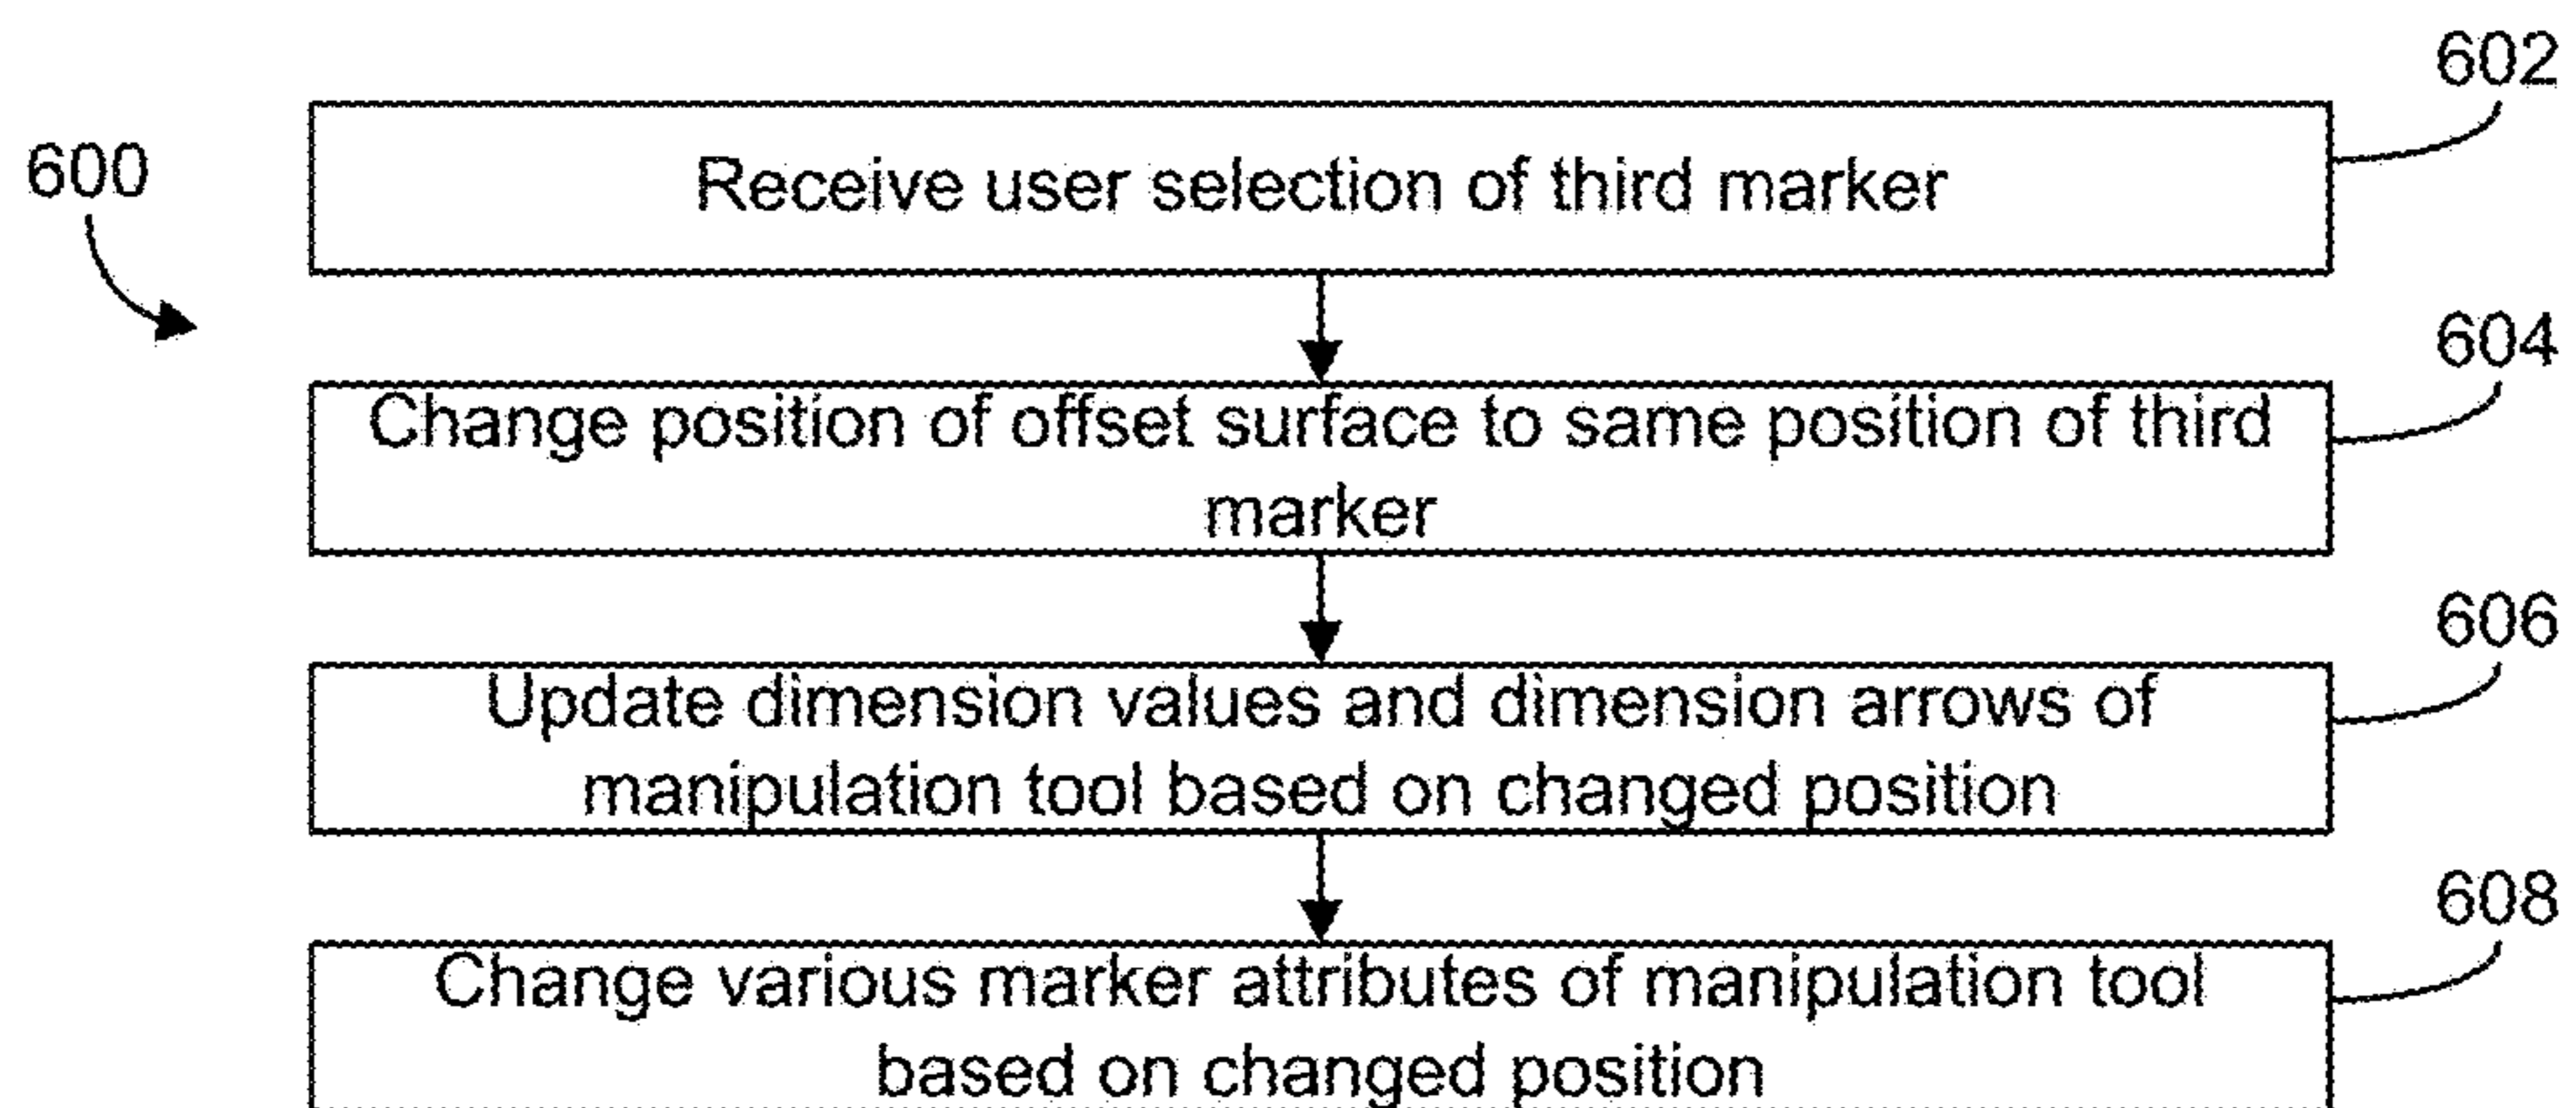 602
600
Receive user selection of third marker
604
Change position of offset surface to same position of third
marker
606
Update dimension values and dimension arrows of
manipulation tool based on changed position
608
Change various marker attributes of manipulation tool
based on changed position